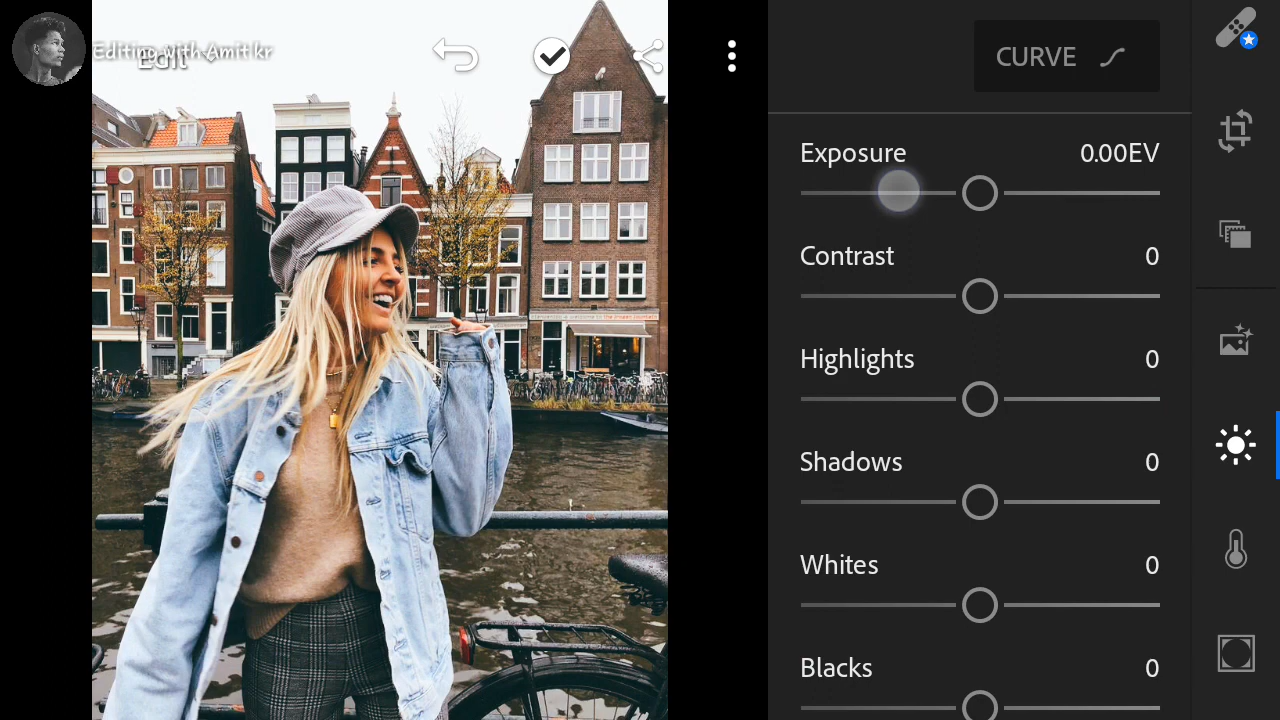 Editing with Amit kr
Edit
CURVE
Exposure 0.00EV
Contrast 0
Highlights 0
Shadows 0
Whites 0
Blacks 0